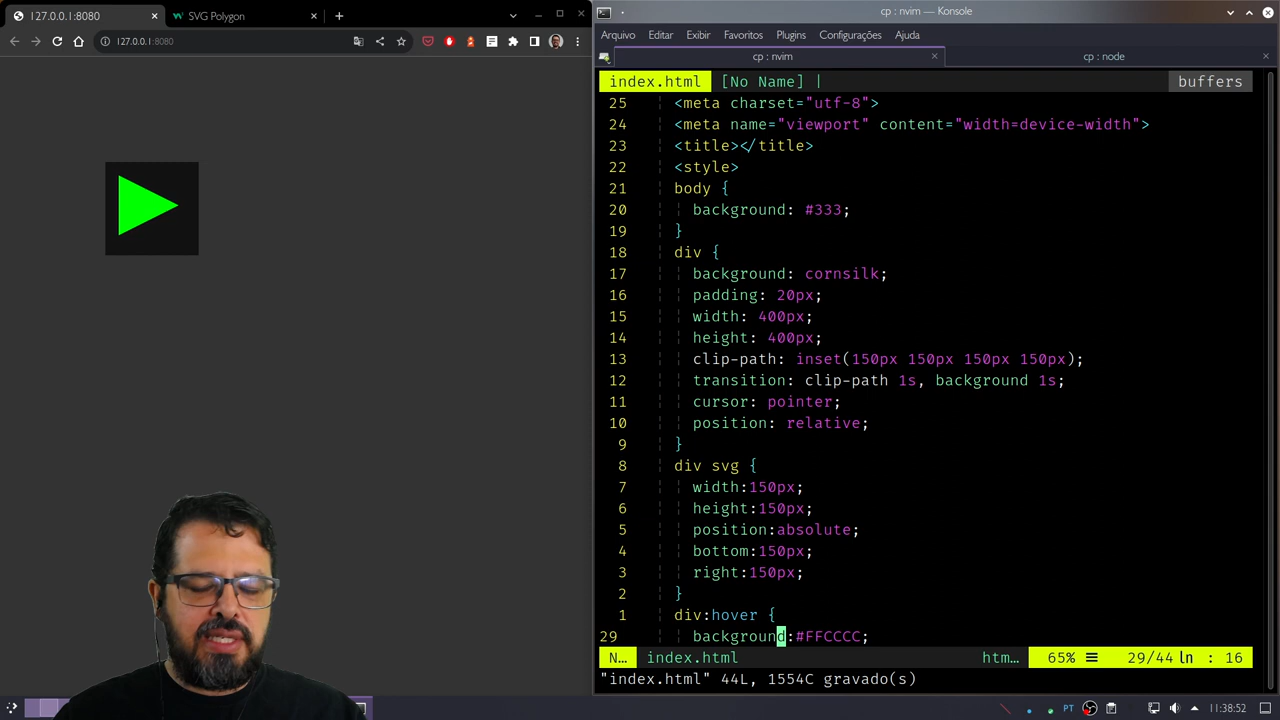 127.0.0.1:8080
SVG Polygon
127.0.0.1:8080
cp : nvim — Konsole
Arquivo Editar Exibir Favoritos Plugins Configurações Ajuda
cp : nvim
cp : node
index.html [No Name] | buffers
25 <meta charset="utf-8">
24 <meta name="viewport" content="width=device-width">
23 <title></title>
22 <style>
21 body {
20 background: #333;
19 }
18 div {
17 background: cornsilk;
16 padding: 20px;
15 width: 400px;
14 height: 400px;
13 clip-path: inset(150px 150px 150px 150px);
12 transition: clip-path 1s, background 1s;
11 cursor: pointer;
10 position: relative;
9 }
8 div svg {
7 width:150px;
6 height:150px;
5 position:absolute;
4 bottom:150px;
3 right:150px;
2 }
1 div:hover {
29 background:#FFCCCC;
N… index.html htm… 65% ☰ 29/44 ln : 16
"index.html" 44L, 1554C gravado(s)
PT 11:38:52